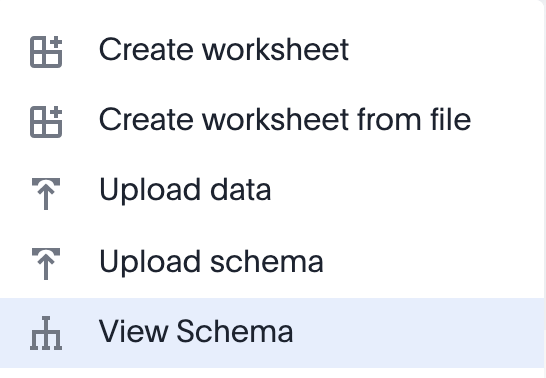 Create worksheet
Create worksheet from file
Upload data
Upload schema
View Schema